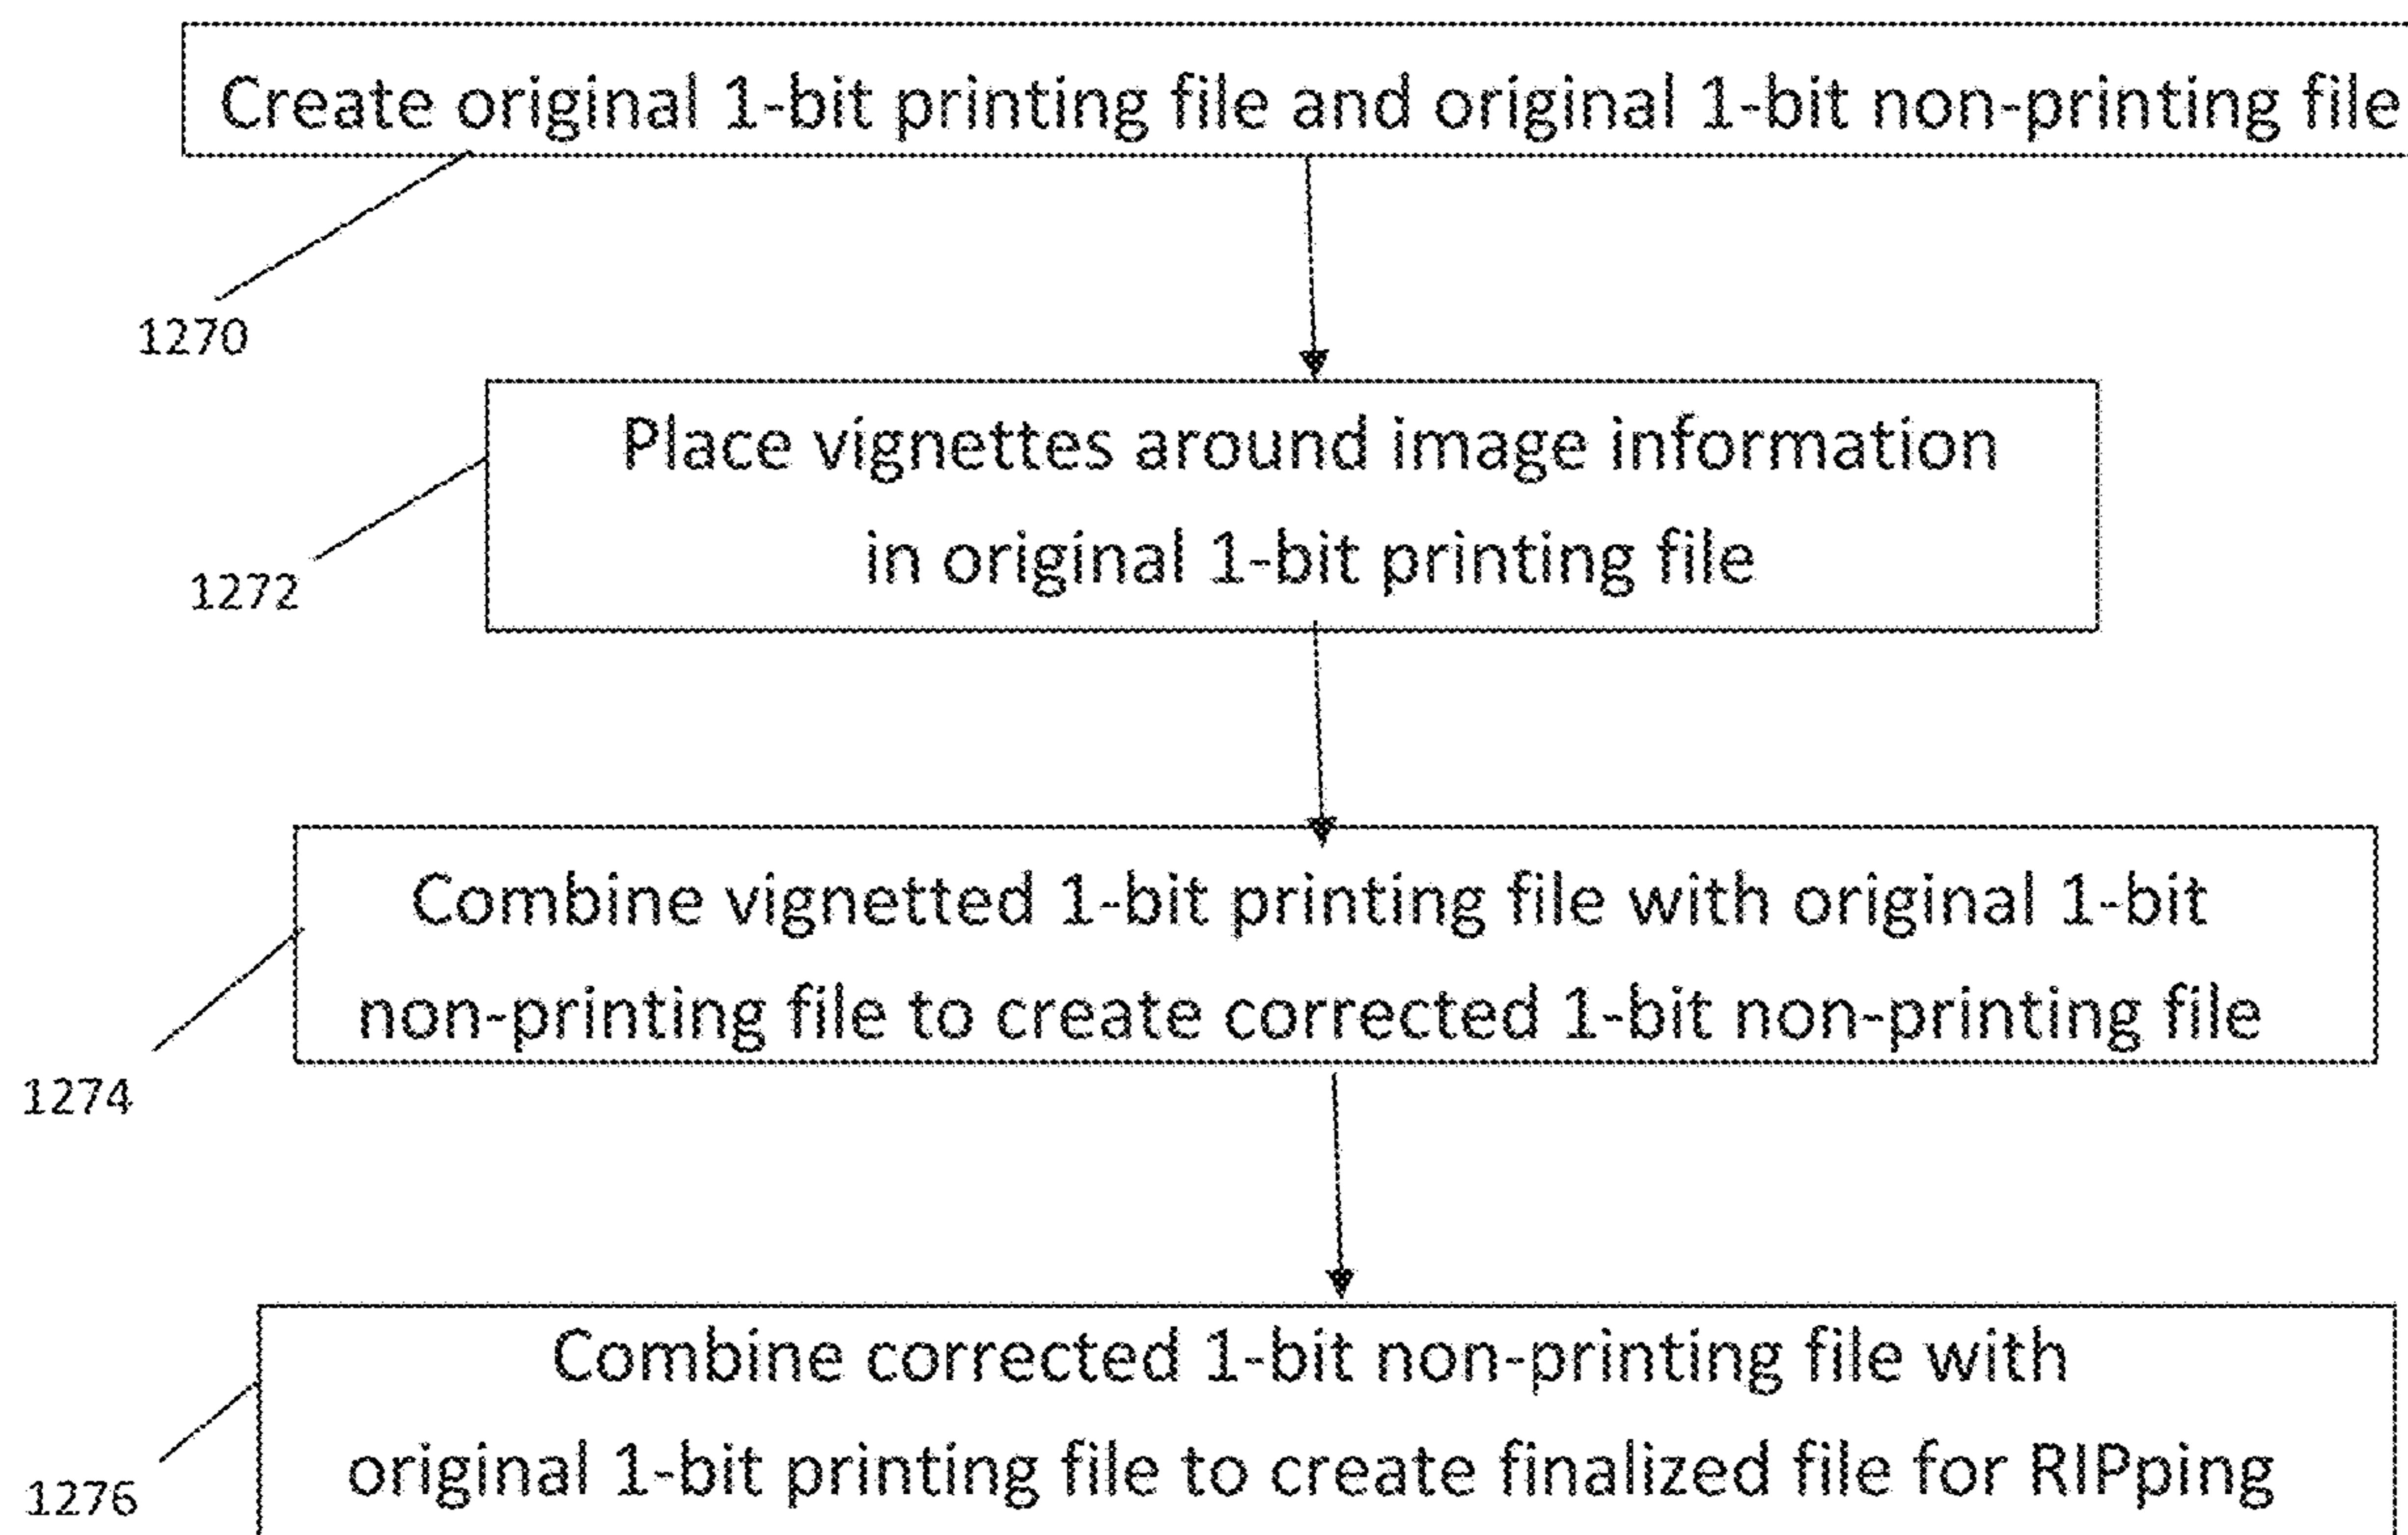 Create original 1-bit printing file and original 1-bit non-printing file
1270
Place vignettes around image information
in original 1-bit printing file
1272
Combine vignetted 1-bit printing file with original 1-bit
non-printing file to create corrected 1-bit non-printing file
1274
Combine corrected 1-bit non-printing file with
original 1-bit printing file to create finalized file for RIPping
1276